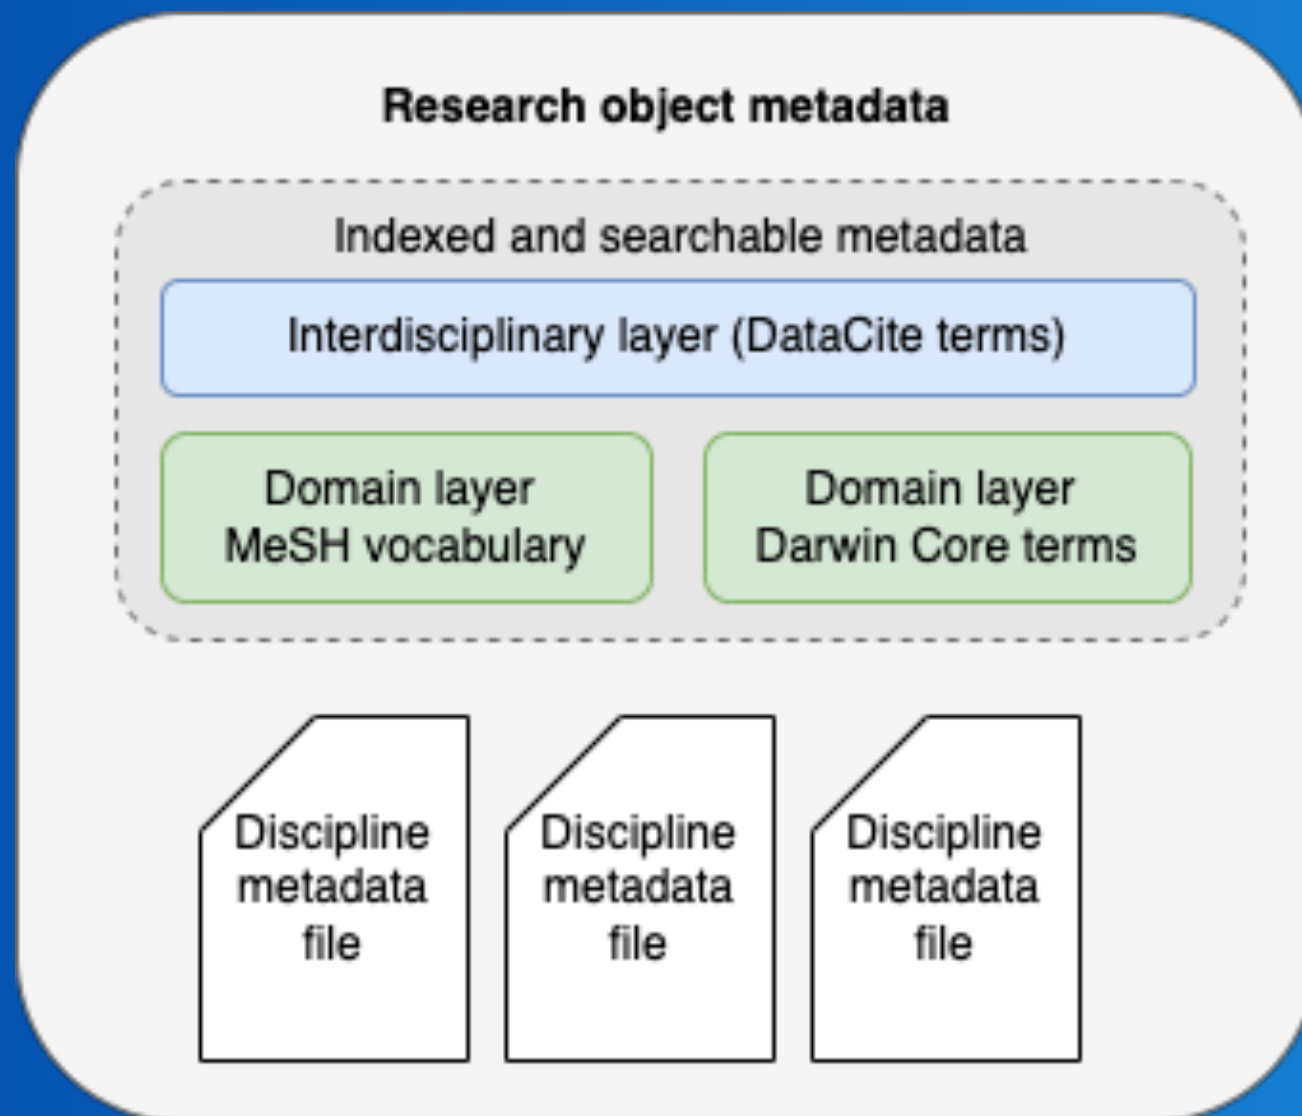 Research object metadata
Indexed and searchable metadata
Interdisciplinary layer (DataCite terms)
Domain layer
MeSH vocabulary
Domain layer
Darwin Core terms
Discipline
metadata
file
Discipline
metadata
file
Discipline
metadata
file